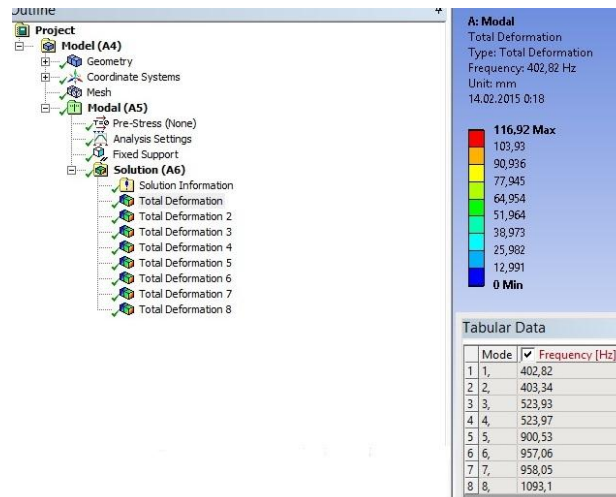 Outline
Project
Model (A4)
Geometry
Coordinate Systems
Mesh
Modal (A5)
Pre-Stress (None)
Analysis Settings
Fixed Support
Solution (A6)
Solution Information
Total Deformation
Total Deformation 2
Total Deformation 3
Total Deformation 4
Total Deformation 5
Total Deformation 6
Total Deformation 7
Total Deformation 8
A: Modal
Total Deformation
Type: Total Deformation
Frequency: 402,82 Hz
Unit: mm
14.02.2015 0:18
116,92 Max
103,93
90,936
77,945
64,954
51,964
38,973
25,982
12,991
0 Min
Tabular Data
Mode Frequency [Hz]
1 1, 402,82
2 2, 403,34
3 3, 523,93
4 4, 523,97
5 5, 900,53
6 6, 957,06
7 7, 958,05
8 8, 1093,1